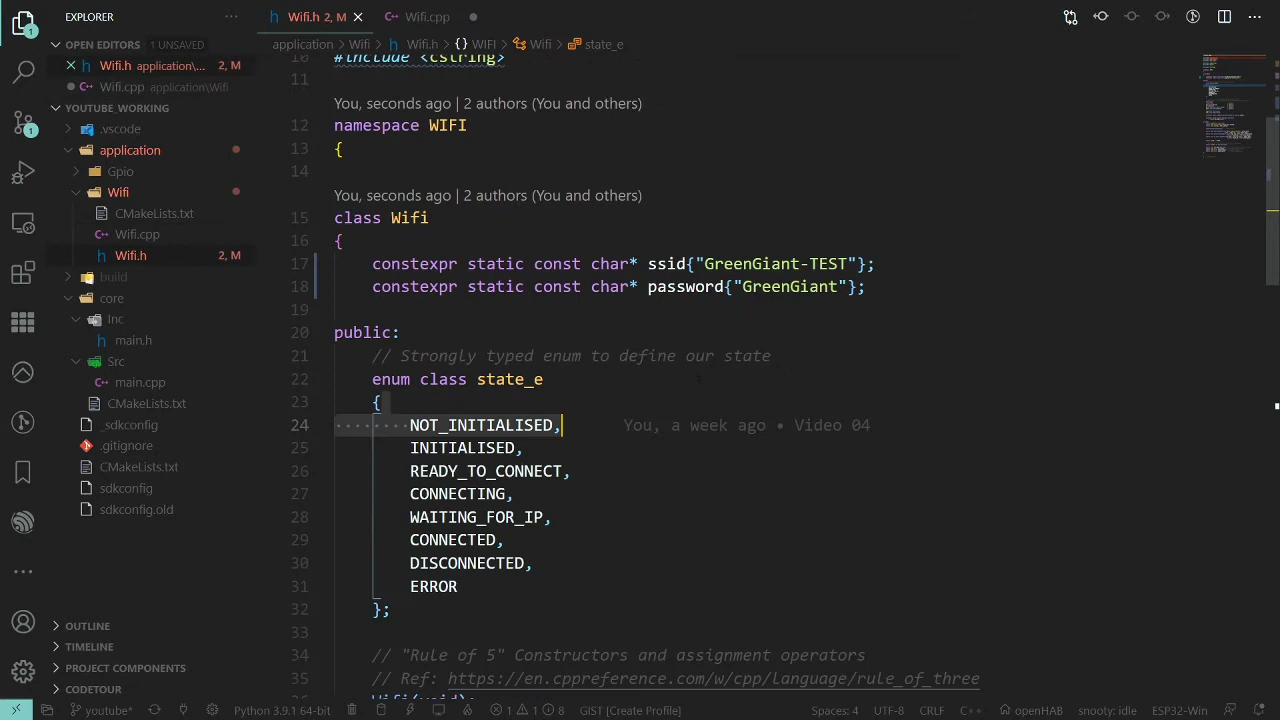 EXPLORER
Wifi.h 2, M
Wifi.cpp
OPEN EDITORS 1 UNSAVED
application > Wifi > Wifi.h > {} WIFI > Wifi > state_e
Wifi.h application\... 2, M
Wifi.cpp application\Wifi
YOUTUBE_WORKING
.vscode
application
Gpio
Wifi
CMakeLists.txt
Wifi.cpp
Wifi.h 2, M
build
core
Inc
main.h
Src
main.cpp
CMakeLists.txt
_sdkconfig
.gitignore
CMakeLists.txt
sdkconfig
sdkconfig.old
OUTLINE
TIMELINE
PROJECT COMPONENTS
CODETOUR
10 #include <cstring>
11
You, seconds ago | 2 authors (You and others)
12 namespace WIFI
13 {
14
You, seconds ago | 2 authors (You and others)
15 class Wifi
16 {
17 constexpr static const char* ssid{"GreenGiant-TEST"};
18 constexpr static const char* password{"GreenGiant"};
19
20 public:
21 // Strongly typed enum to define our state
22 enum class state_e
23 {
24 NOT_INITIALISED, You, a week ago • Video 04
25 INITIALISED,
26 READY_TO_CONNECT,
27 CONNECTING,
28 WAITING_FOR_IP,
29 CONNECTED,
30 DISCONNECTED,
31 ERROR
32 };
33
34 // "Rule of 5" Constructors and assignment operators
35 // Ref: https://en.cppreference.com/w/cpp/language/rule_of_three
36 Wifi(void);
youtube* Python 3.9.1 64-bit 1 1 8 GIST [Create Profile] Spaces: 4 UTF-8 CRLF C++ openHAB snooty: idle ESP32-Win